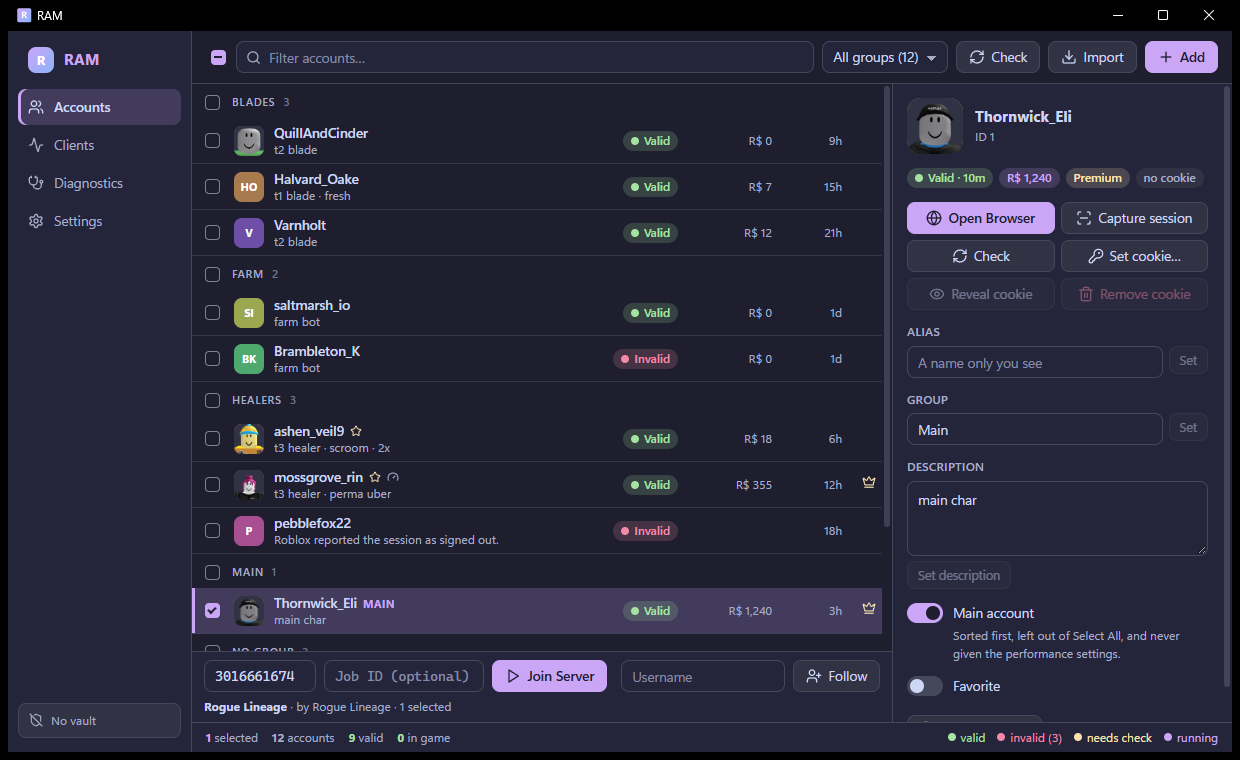 R RAM
R RAM
Accounts
Clients
Diagnostics
Settings
No vault
Filter accounts...
All groups (12)
Check
Import
Add
BLADES 3
QuillAndCinder
t2 blade
Valid
R$ 0
9h
HO
Halvard_Oake
t1 blade · fresh
Valid
R$ 7
15h
V
Varnholt
t2 blade
Valid
R$ 12
21h
FARM 2
SI
saltmarsh_io
farm bot
Valid
R$ 0
1d
BK
Brambleton_K
farm bot
Invalid
R$ 0
1d
HEALERS 3
ashen_veil9
t3 healer · scroom · 2x
Valid
R$ 18
6h
mossgrove_rin
t3 healer · perma uber
Valid
R$ 355
12h
P
pebblefox22
Roblox reported the session as signed out.
Invalid
18h
MAIN 1
Thornwick_Eli MAIN
main char
Valid
R$ 1,240
3h
NO GROUP 3
3016661674
Job ID (optional)
Join Server
Username
Follow
Rogue Lineage · by Rogue Lineage · 1 selected
1 selected 12 accounts 9 valid 0 in game
valid invalid (3) needs check running
Thornwick_Eli
ID 1
Valid · 10m R$ 1,240 Premium no cookie
Open Browser
Capture session
Check
Set cookie...
Reveal cookie
Remove cookie
ALIAS
A name only you see
Set
GROUP
Main
Set
DESCRIPTION
main char
Set description
Main account
Sorted first, left out of Select All, and never
given the performance settings.
Favorite